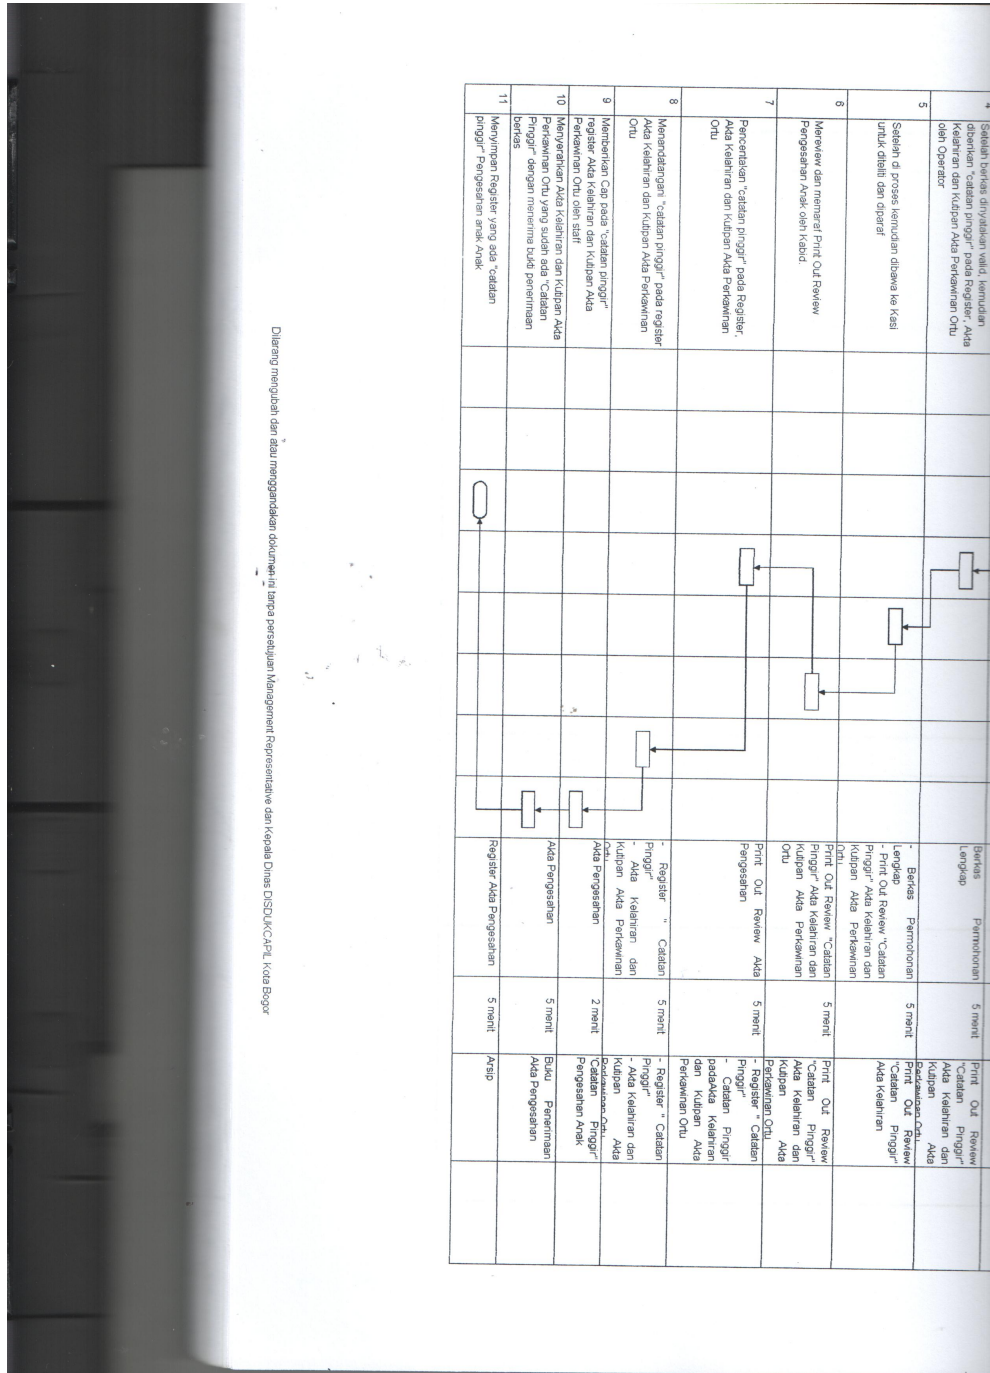 4
Setelah berkas dinyatakan valid, kemudian
diberikan "catatan pinggir" pada Register, Akta
Kelahiran dan Kutipan Akta Perkawinan Ortu
oleh Operator
Berkas Permohonan
Lengkap
5 menit
Print Out Review
"Catatan Pinggir"
Akta Kelahiran dan
Kutipan Akta
Perkawinan Ortu
5
Setelah di proses kemudian dibawa ke Kasi
untuk diteliti dan diparaf
- Berkas Permohonan
Lengkap
- Print Out Review "Catatan
Pinggir" Akta Kelahiran dan
Kutipan Akta Perkawinan
Ortu
5 menit
Print Out Review
"Catatan Pinggir"
Akta Kelahiran
6
Mereview dan memaraf Print Out Review
Pengesahan Anak oleh Kabid.
Print Out Review "Catatan
Pinggir" Akta Kelahiran dan
Kutipan Akta Perkawinan
Ortu
5 menit
Print Out Review
"Catatan Pinggir"
Akta Kelahiran dan
Kutipan Akta
Perkawinan Ortu
7
Pencentakan "catatan pinggir" pada Register,
Akta Kelahiran dan Kutipan Akta Perkawinan
Ortu
Print Out Review Akta
Pengesahan
5 menit
- Register " Catatan
Pinggir"
- Catatan Pinggir
padaAkta Kelahiran
dan Kutipan Akta
Perkawinan Ortu
8
Menandatangani "catatan pinggir" pada register
Akta Kelahiran dan Kutipan Akta Perkawinan
Ortu
- Register " Catatan
Pinggir"
- Akta Kelahiran dan
Kutipan Akta Perkawinan
Ortu
5 menit
- Register " Catatan
Pinggir"
- Akta Kelahiran dan
Kutipan Akta
Perkawinan Ortu
9
Memberikan Cap pada "catatan pinggir"
register Akta Kelahiran dan Kutipan Akta
Perkawinan Ortu oleh staff
Akta Pengesahan
2 menit
'Catatan Pinggir"
Pengesahan Anak
10
Menyerahkan Akta Kelahiran dan Kutipan Akta
Perkawinan Ortu yang sudah ada "Catatan
Pinggir" dengan menerima bukti penerimaan
berkas
Akta Pengesahan
5 menit
Buku Penerimaan
Akta Pengesahan
11
Menyimpan Register yang ada "catatan
pinggir" Pengesahan anak Anak
Register Akta Pengesahan
5 menit
Arsip
Dilarang mengubah dan atau menggandakan dokumen ini tanpa persetujuan Management Representative dan Kepala Dinas DISDUKCAPIL Kota Bogor